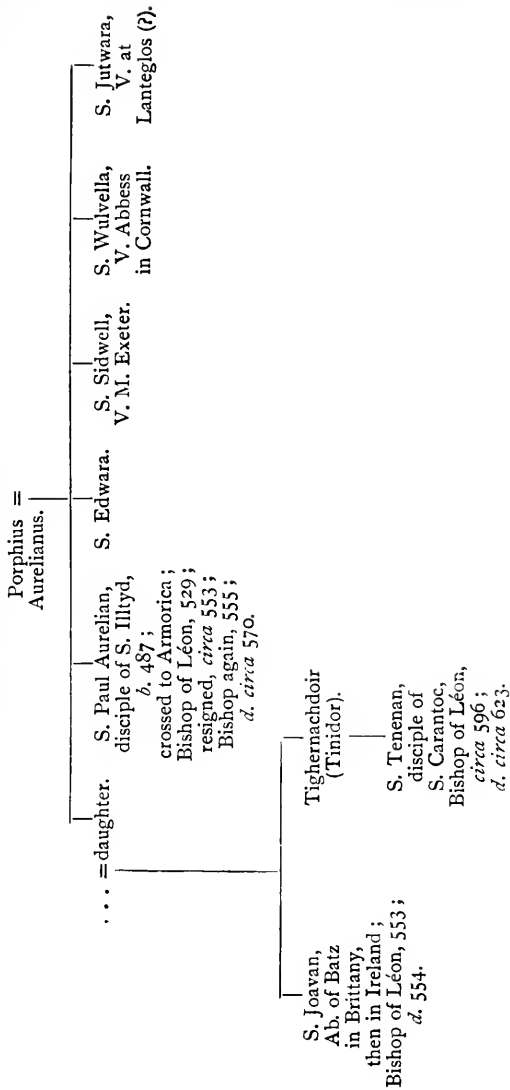 Porphius =
Aurelianus.
. . . = daughter.
S. Paul Aurelian,
disciple of S. Illtyd,
b. 487 ;
crossed to Armorica ;
Bishop of Léon, 529 ;
resigned, circa 553 ;
Bishop again, 555 ;
d. circa 570.
S. Edwara.
S. Sidwell,
V. M. Exeter.
S. Wulvella,
V. Abbess
in Cornwall.
S. Jutwara,
V. at
Lanteglos (?).
S. Joavan,
Ab. of Batz
in Brittany,
then in Ireland ;
Bishop of Léon, 553 ;
d. 554.
Tighernachdoir
(Tinidor).
S. Tenenan,
disciple of
S. Carantoc,
Bishop of Léon,
circa 596 ;
d. circa 623.